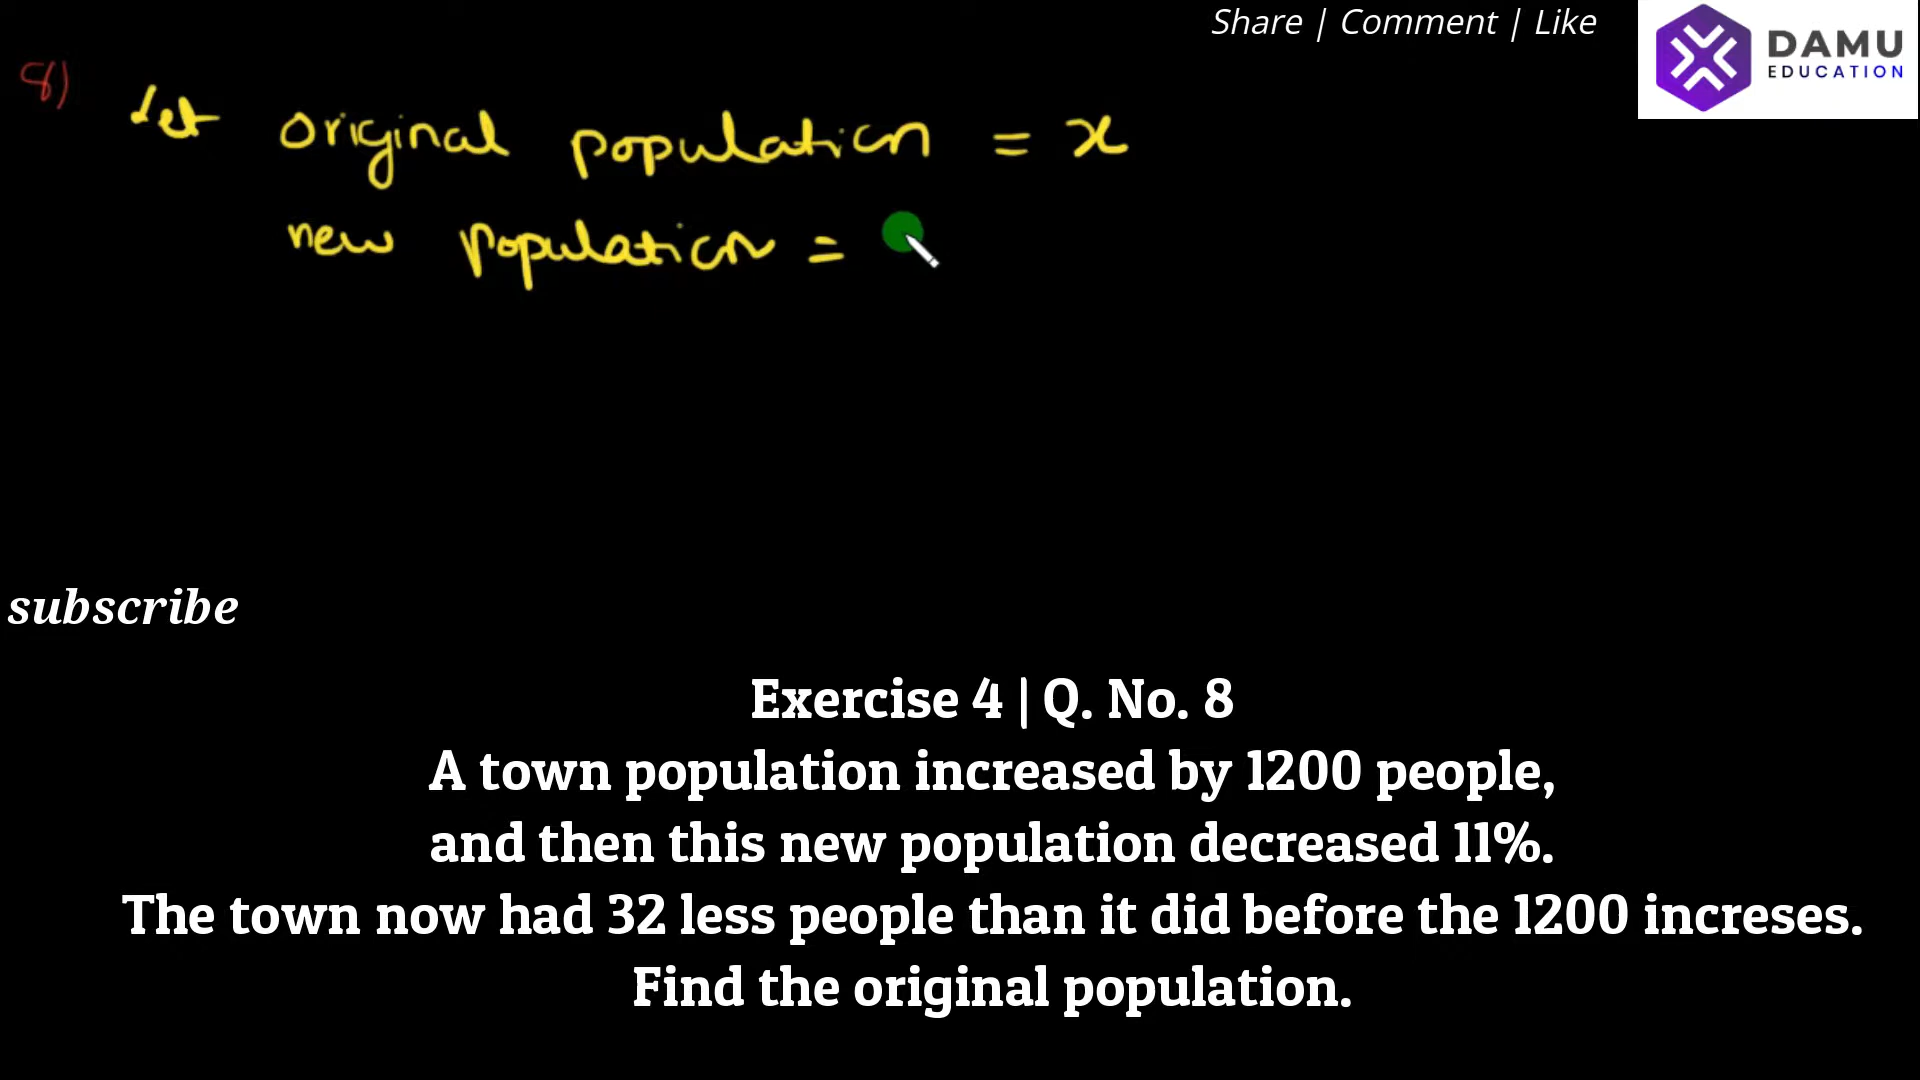 Share | Comment | Like
DAMU
EDUCATION
8)
Let original population = x
new population =
subscribe
Exercise 4 | Q. No. 8
A town population increased by 1200 people,
and then this new population decreased 11%.
The town now had 32 less people than it did before the 1200 increses.
Find the original population.